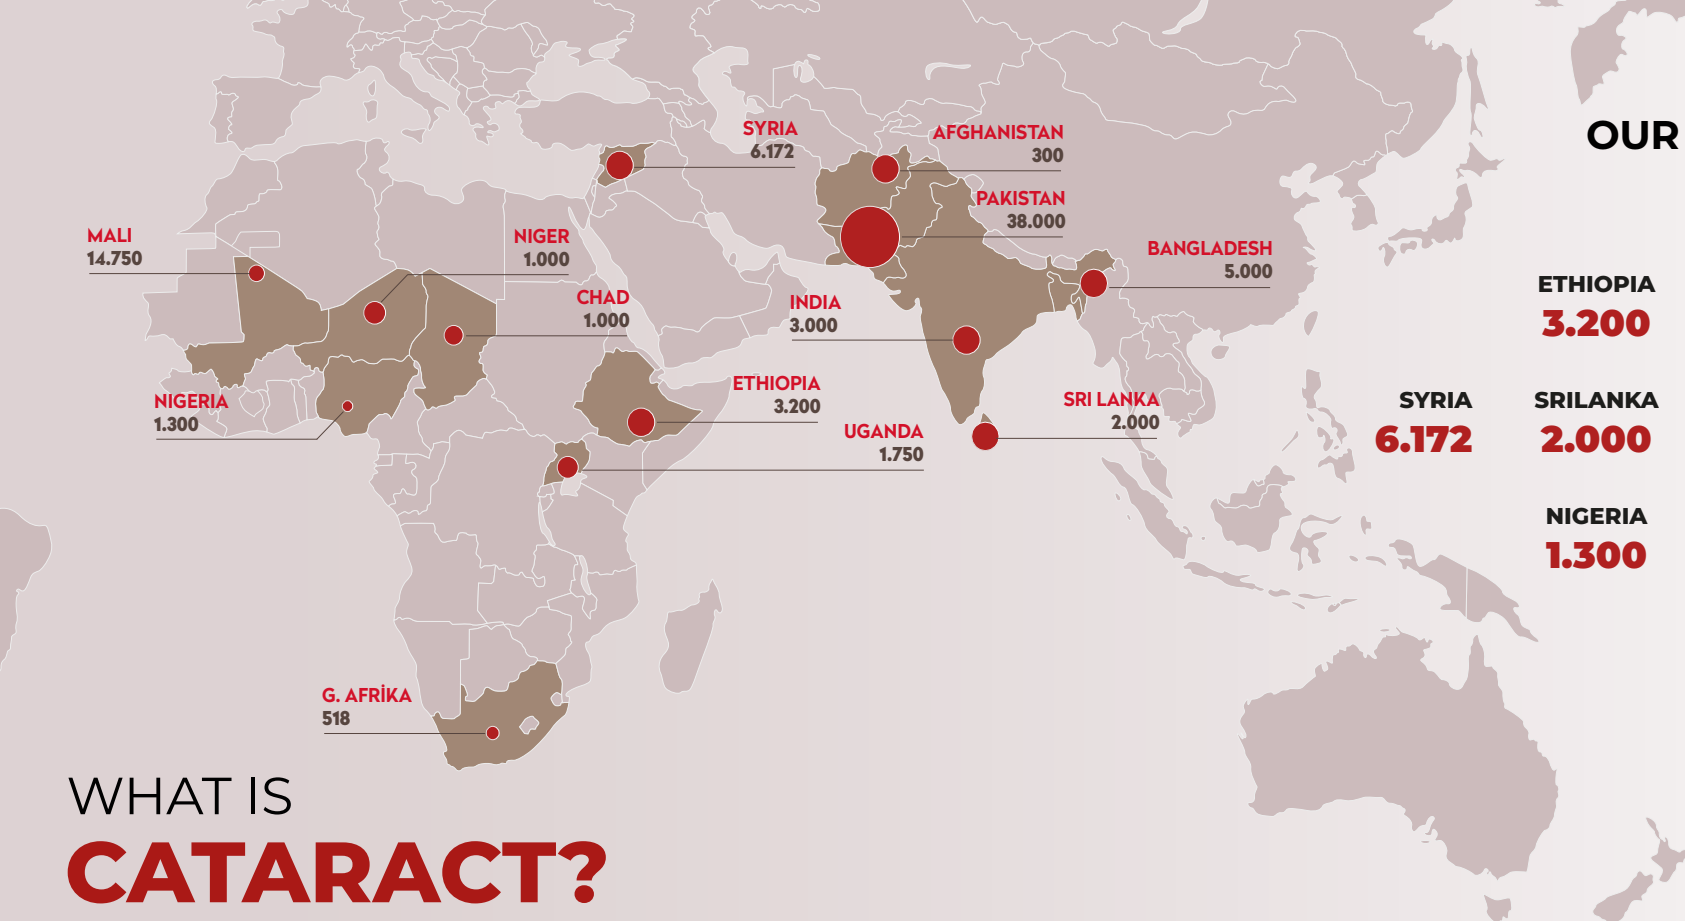 SYRIA
6.172
AFGHANISTAN
300
OUR
PAKISTAN
38.000
MALI
14.750
NIGER
1.000
BANGLADESH
5.000
CHAD
1.000
INDIA
3.000
ETHIOPIA
3.200
NIGERIA
1.300
ETHIOPIA
3.200
SRI LANKA
2.000
UGANDA
1.750
SYRIA
6.172
SRILANKA
2.000
NIGERIA
1.300
G. AFRİKA
518
WHAT IS
CATARACT?